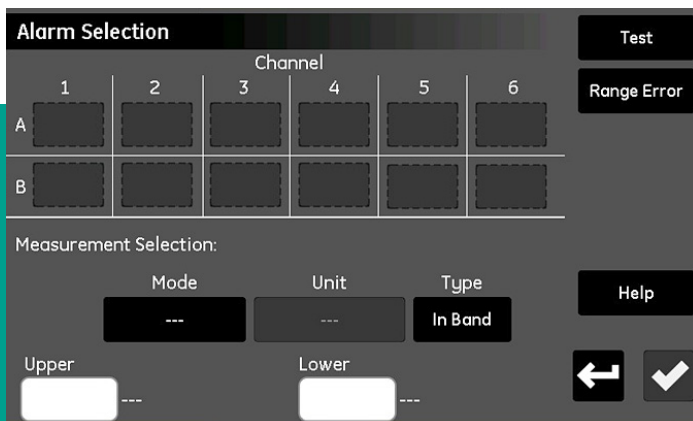 Alarm Selection
Test
Channel
1 2 3 4 5 6
Range Error
A
B
Measurement Selection:
Mode Unit Type
Help
--- --- In Band
Upper Lower
--- ---